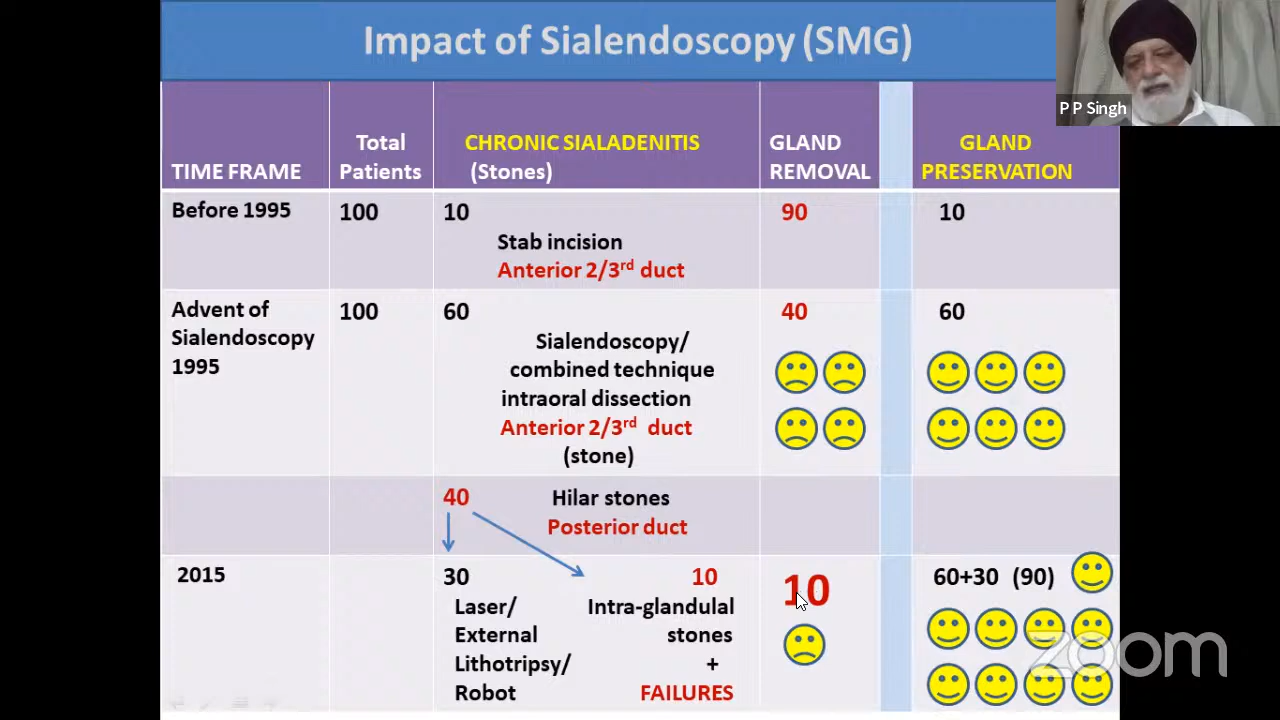 Impact of Sialendoscopy (SMG)
P P Singh
TIME FRAME
Total
Patients
CHRONIC SIALADENITIS
(Stones)
GLAND
REMOVAL
GLAND
PRESERVATION
Before 1995
100
10
Stab incision
Anterior 2/3rd duct
90
10
Advent of
Sialendoscopy
1995
100
60
Sialendoscopy/
combined technique
intraoral dissection
Anterior 2/3rd duct
(stone)
40
60
40
Hilar stones
Posterior duct
2015
30
Laser/
External
Lithotripsy/
Robot
10
Intra-glandulal
stones
+
FAILURES
10
60+30 (90)
zoom